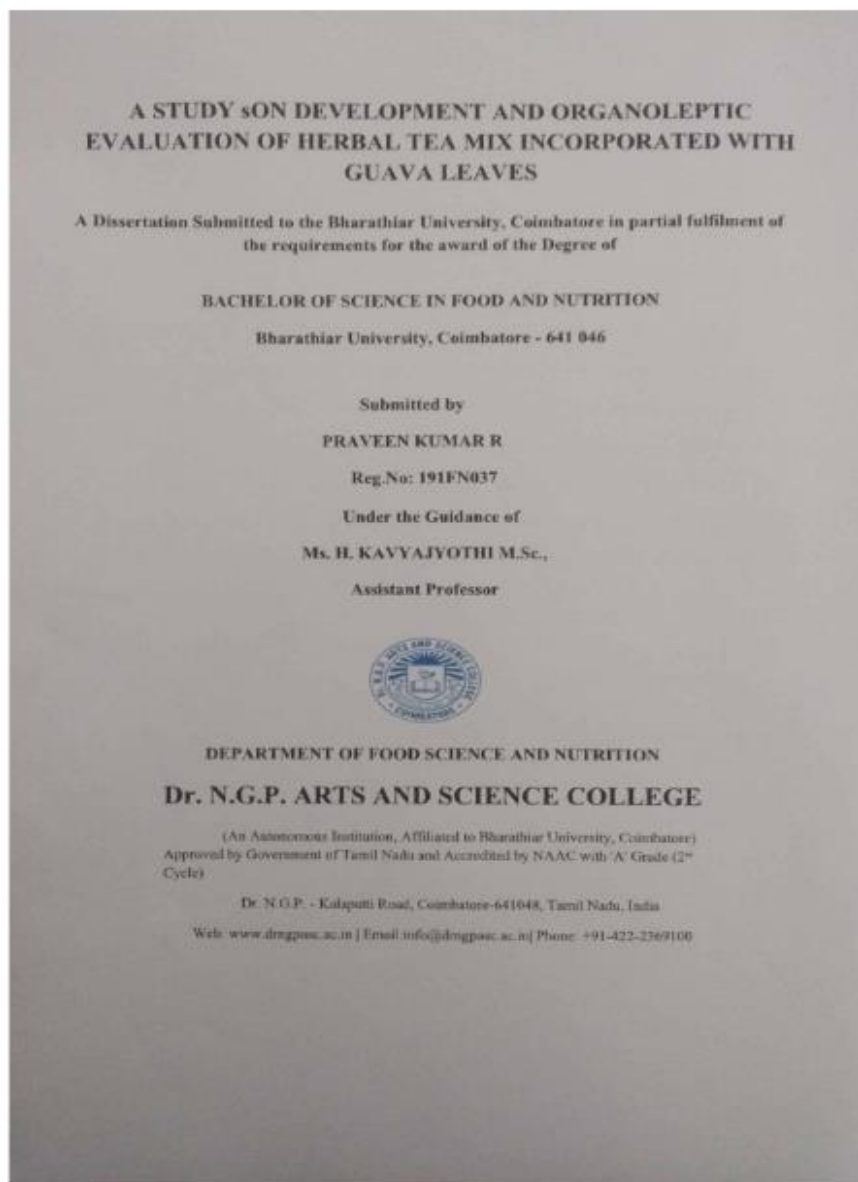 A STUDY sON DEVELOPMENT AND ORGANOLEPTIC
EVALUATION OF HERBAL TEA MIX INCORPORATED WITH
GUAVA LEAVES
A Dissertation Submitted to the Bharathiar University, Coimbatore in partial fulfilment of
the requirements for the award of the Degree of
BACHELOR OF SCIENCE IN FOOD AND NUTRITION
Bharathiar University, Coimbatore - 641 046
Submitted by
PRAVEEN KUMAR R
Reg.No: 191FN037
Under the Guidance of
Ms. H. KAVYAJYOTHI M.Sc.,
Assistant Professor
Dr. N.G.P. ARTS AND SCIENCE COLLEGE
COIMBATORE
DEPARTMENT OF FOOD SCIENCE AND NUTRITION
Dr. N.G.P. ARTS AND SCIENCE COLLEGE
(An Autonomous Institution, Affiliated to Bharathiar University, Coimbatore)
Approved by Government of Tamil Nadu and Accredited by NAAC with 'A' Grade (2nd
Cycle)
Dr. N.G.P. - Kalapatti Road, Coimbatore-641048, Tamil Nadu, India
Web: www.drngpasc.ac.in | Email:info@drngpasc.ac.in| Phone: +91-422-2369100